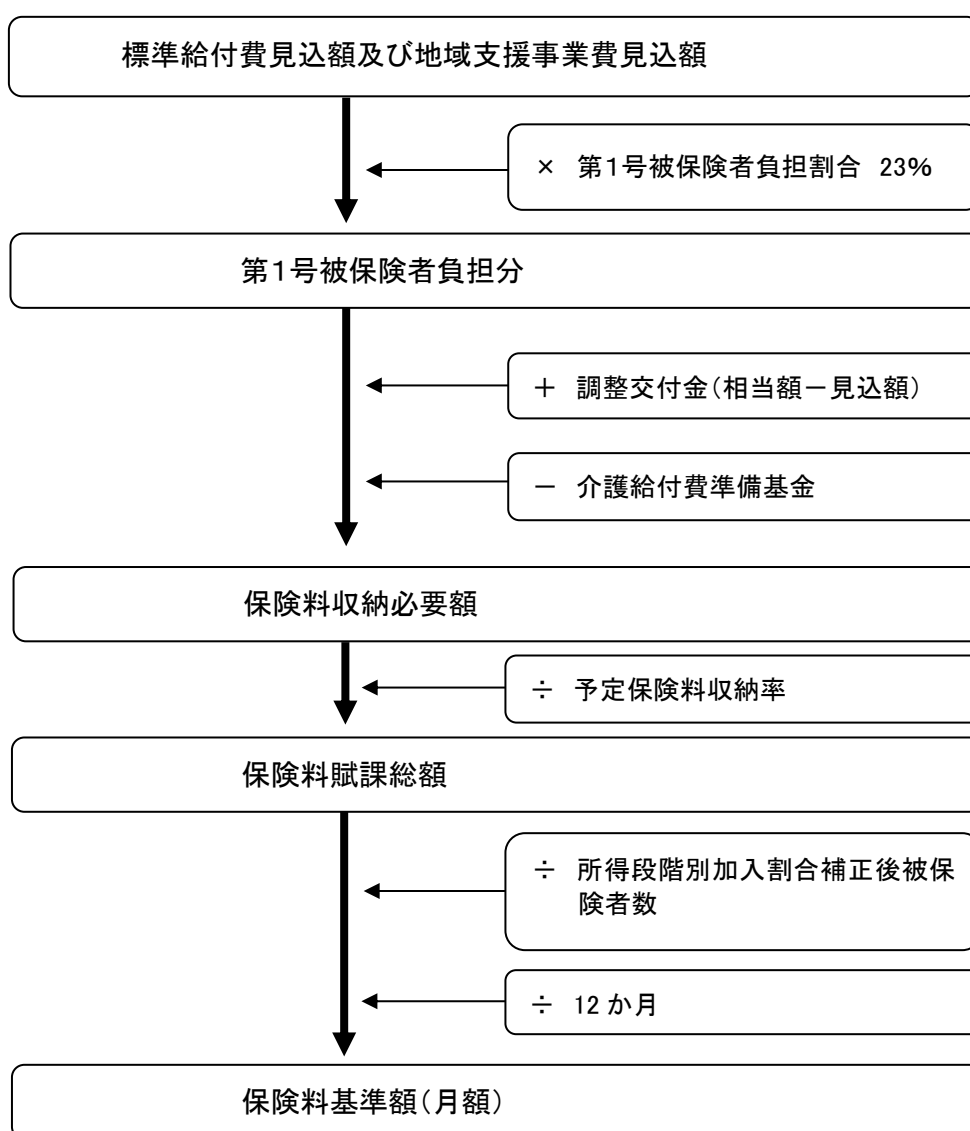 標準給付費見込額及び地域支援事業費見込額
× 第1号被保険者負担割合 23%
第1号被保険者負担分
+ 調整交付金(相当額-見込額)
- 介護給付費準備基金
保険料収納必要額
÷ 予定保険料収納率
保険料賦課総額
÷ 所得段階別加入割合補正後被保
険者数
÷ 12か月
保険料基準額(月額)